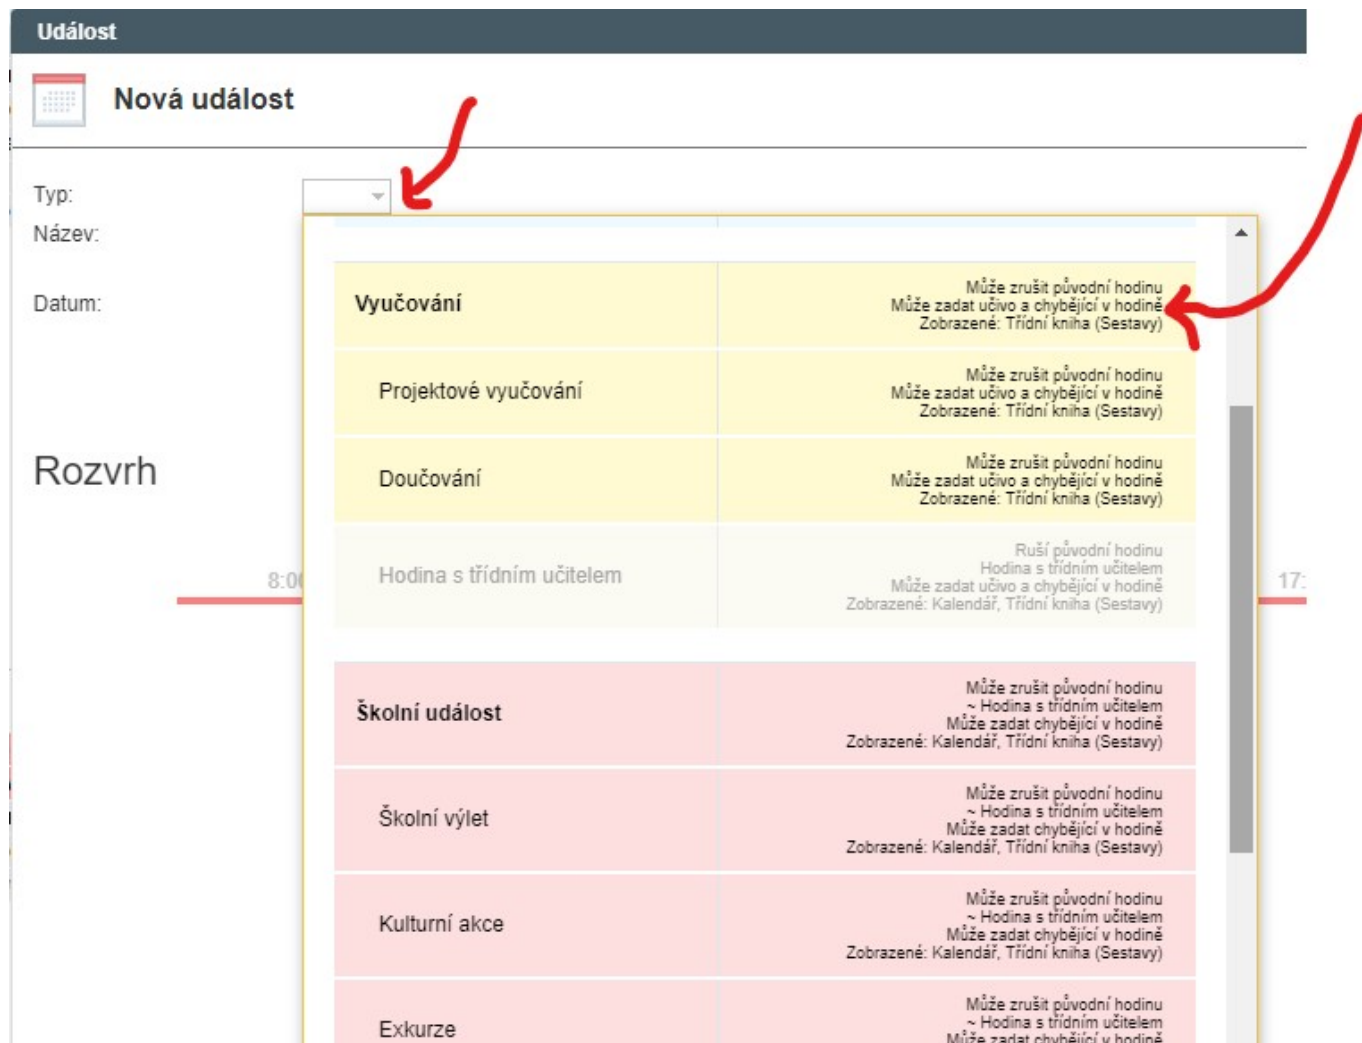 Událost
Nová událost
Typ:
Název:
Datum:
Vyučování
Může zrušit původní hodinu
Může zadat učivo a chybějící v hodině
Zobrazené: Třídní kniha (Sestavy)
Projektové vyučování
Může zrušit původní hodinu
Může zadat učivo a chybějící v hodině
Zobrazené: Třídní kniha (Sestavy)
Rozvrh
Doučování
Může zrušit původní hodinu
Může zadat učivo a chybějící v hodině
Zobrazené: Třídní kniha (Sestavy)
8:00
Hodina s třídním učitelem
Ruší původní hodinu
Hodina s třídním učitelem
Může zadat učivo a chybějící v hodině
Zobrazené: Kalendář, Třídní kniha (Sestavy)
17:
Školní událost
Může zrušit původní hodinu
~ Hodina s třídním učitelem
Může zadat chybějící v hodině
Zobrazené: Kalendář, Třídní kniha (Sestavy)
Školní výlet
Může zrušit původní hodinu
~ Hodina s třídním učitelem
Může zadat chybějící v hodině
Zobrazené: Kalendář, Třídní kniha (Sestavy)
Kulturní akce
Může zrušit původní hodinu
~ Hodina s třídním učitelem
Může zadat chybějící v hodině
Zobrazené: Kalendář, Třídní kniha (Sestavy)
Exkurze
Může zrušit původní hodinu
~ Hodina s třídním učitelem
Může zadat chybějící v hodině